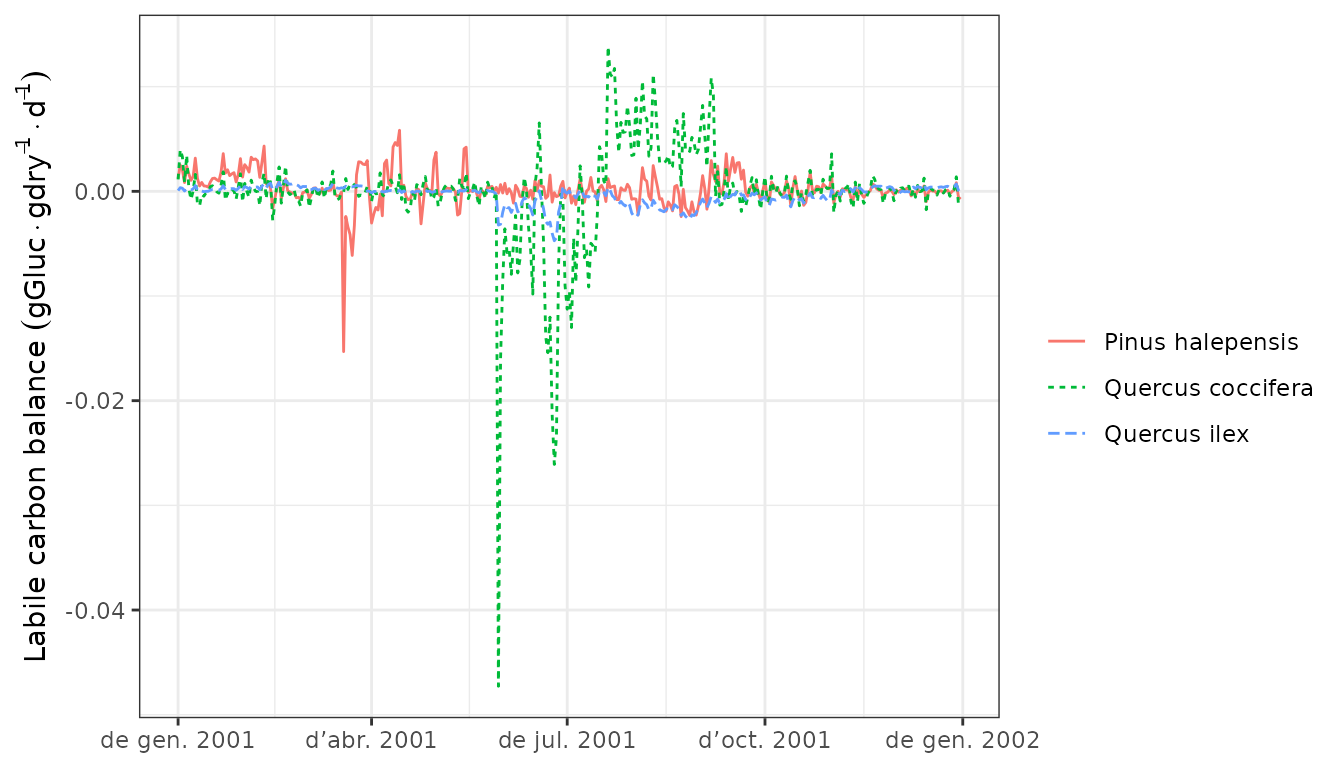 Labile carbon balance (gGluc · gdry⁻¹ · d⁻¹)
0.00
-0.02
-0.04
de gen. 2001
d’abr. 2001
de jul. 2001
d’oct. 2001
de gen. 2002
Pinus halepensis
Quercus coccifera
Quercus ilex